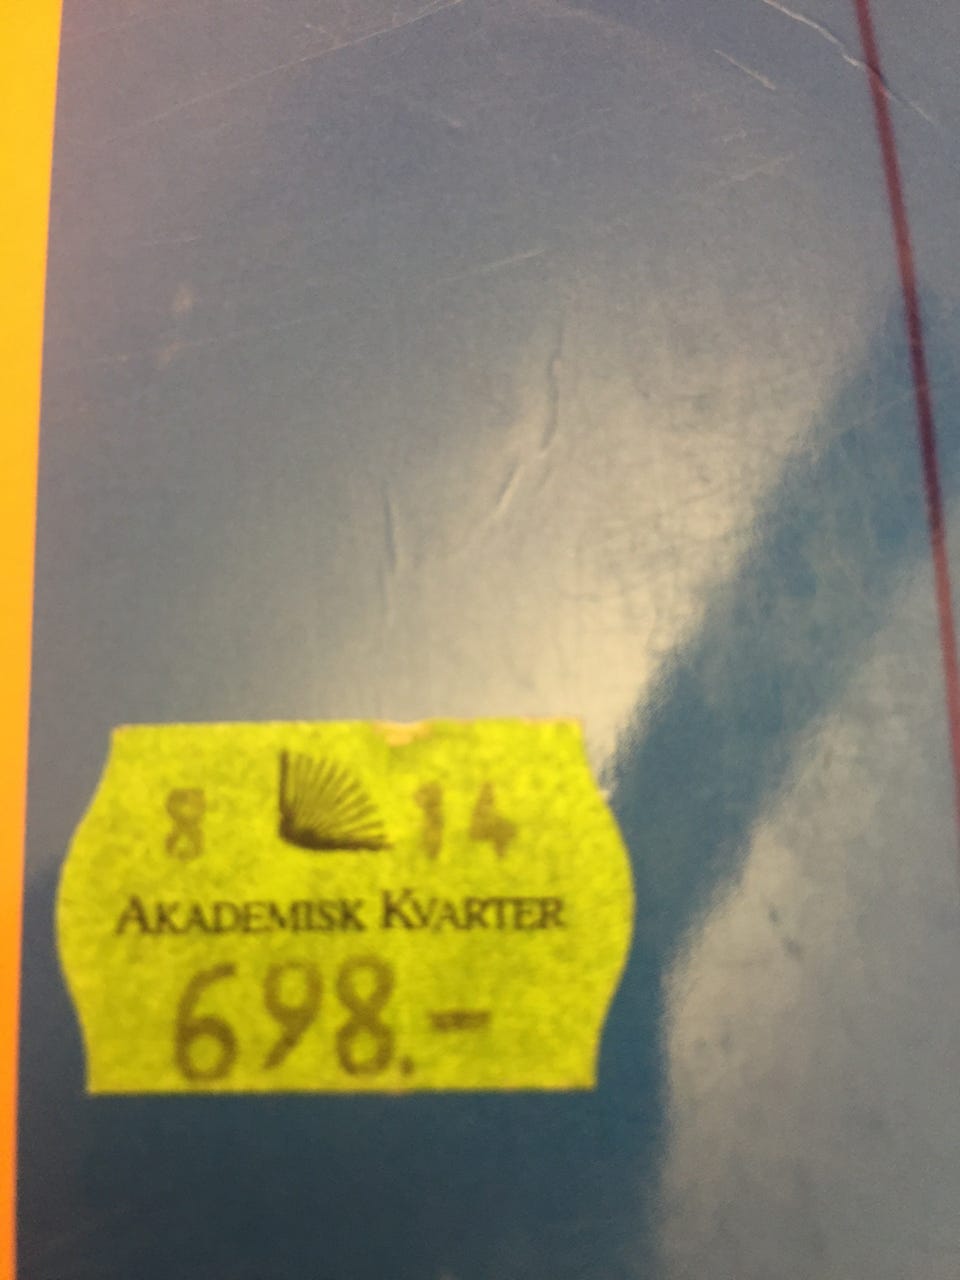 8 14
AKADEMISK KVARTER
698.-